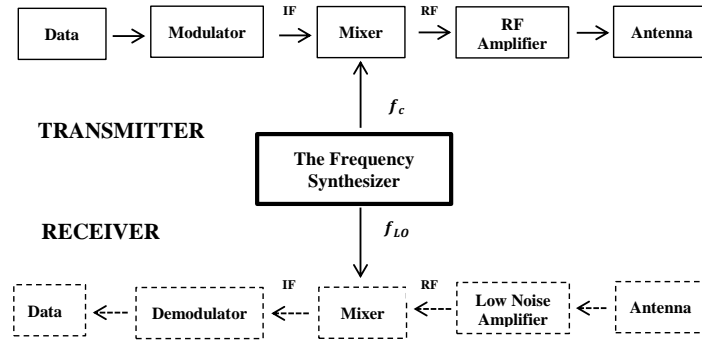 IF RF
Data Modulator Mixer RF Amplifier Antenna
f_c
TRANSMITTER
The Frequency
Synthesizer
RECEIVER
f_LO
IF RF
Data Demodulator Mixer Low Noise Amplifier Antenna